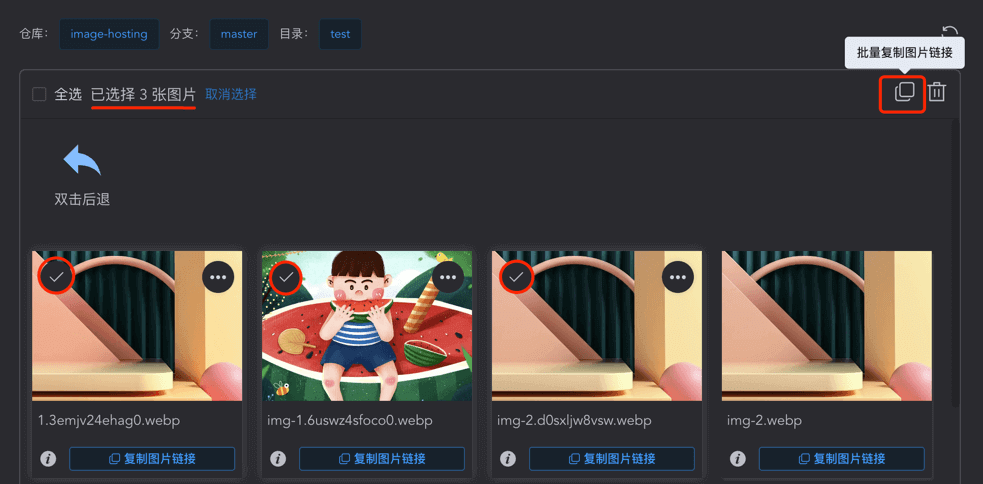 仓库： image-hosting 分支： master 目录： test
批量复制图片链接
全选 已选择 3 张图片 取消选择
双击后退
1.3emjv24ehag0.webp
复制图片链接
img-1.6uswz4sfoco0.webp
复制图片链接
img-2.d0sxljw8vsw.webp
复制图片链接
img-2.webp
复制图片链接